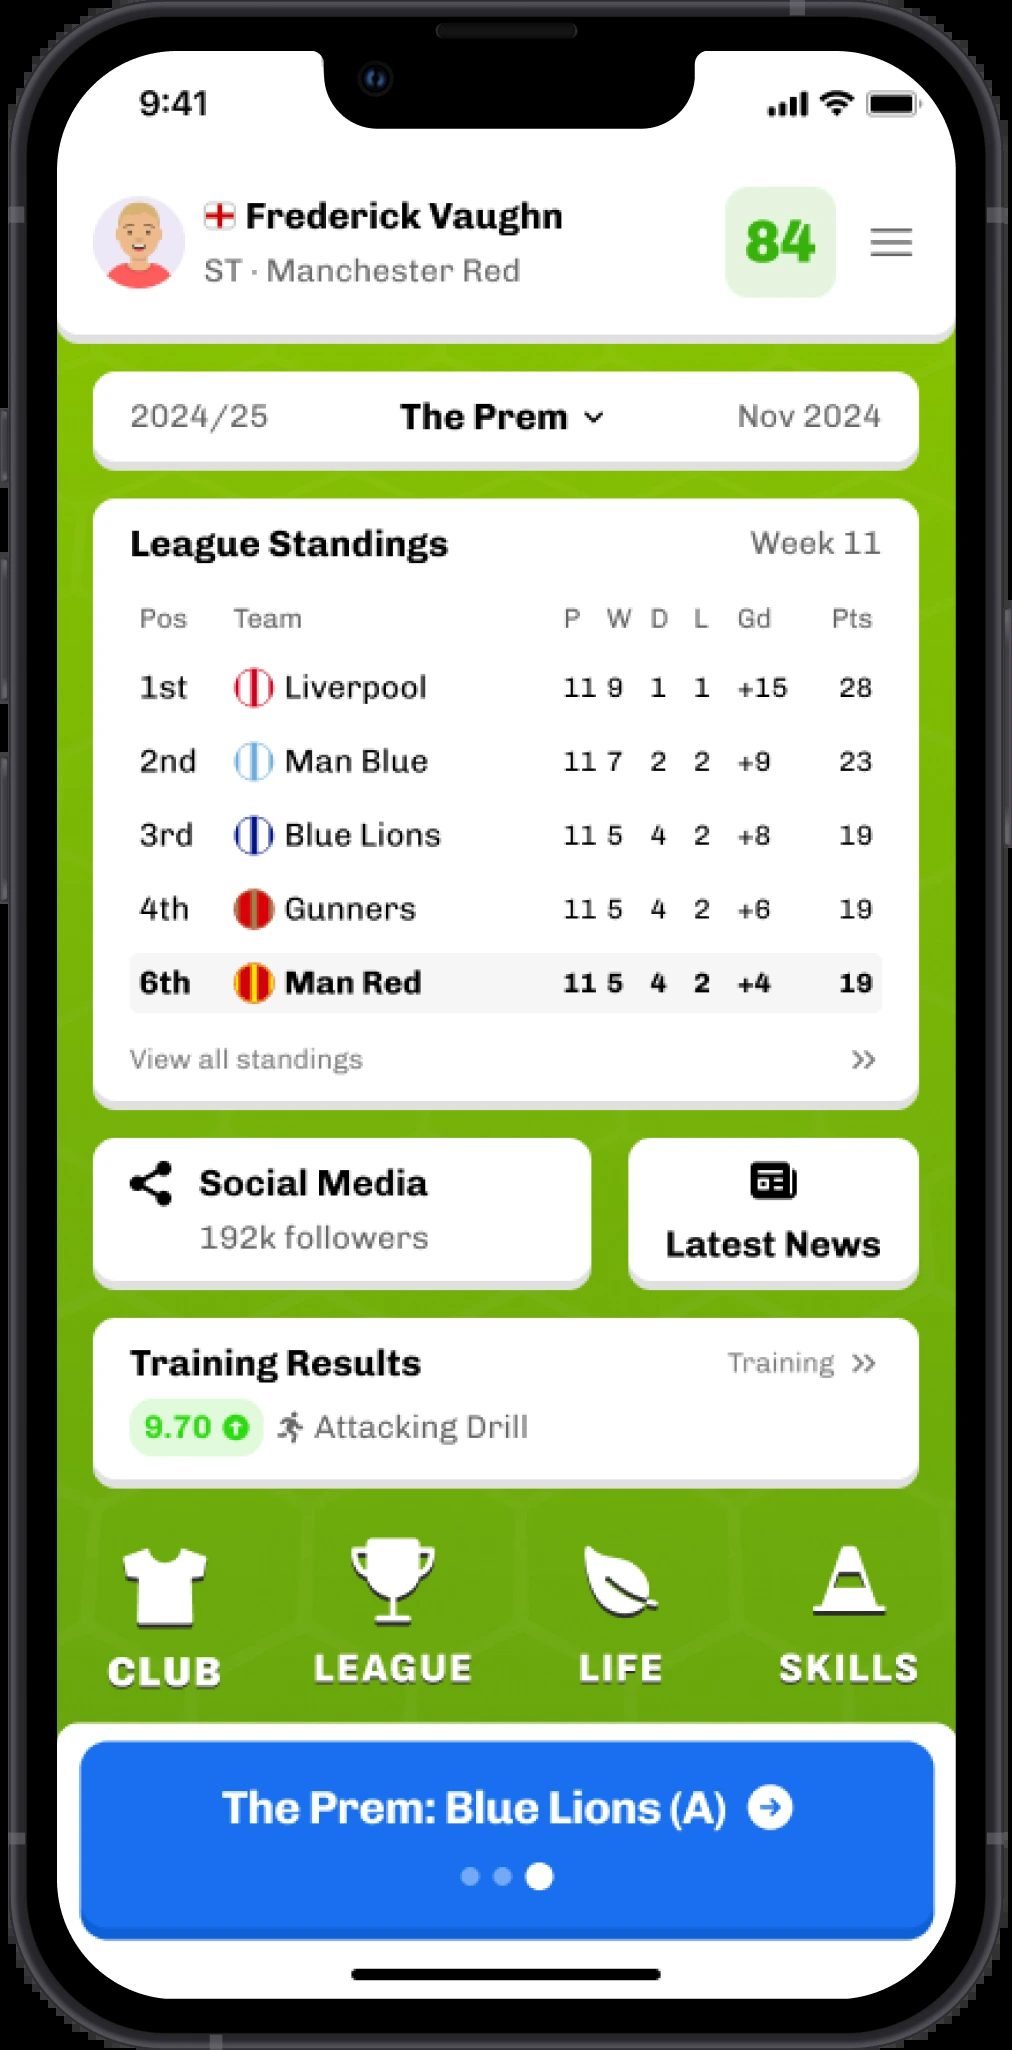 9:41
Frederick Vaughn
ST · Manchester Red
84
2024/25 The Prem Nov 2024
League Standings Week 11
Pos Team P W D L Gd Pts
1st Liverpool 11 9 1 1 +15 28
2nd Man Blue 11 7 2 2 +9 23
3rd Blue Lions 11 5 4 2 +8 19
4th Gunners 11 5 4 2 +6 19
6th Man Red 11 5 4 2 +4 19
View all standings
Social Media
192k followers
Latest News
Training Results Training
9.70 Attacking Drill
CLUB LEAGUE LIFE SKILLS
The Prem: Blue Lions (A)